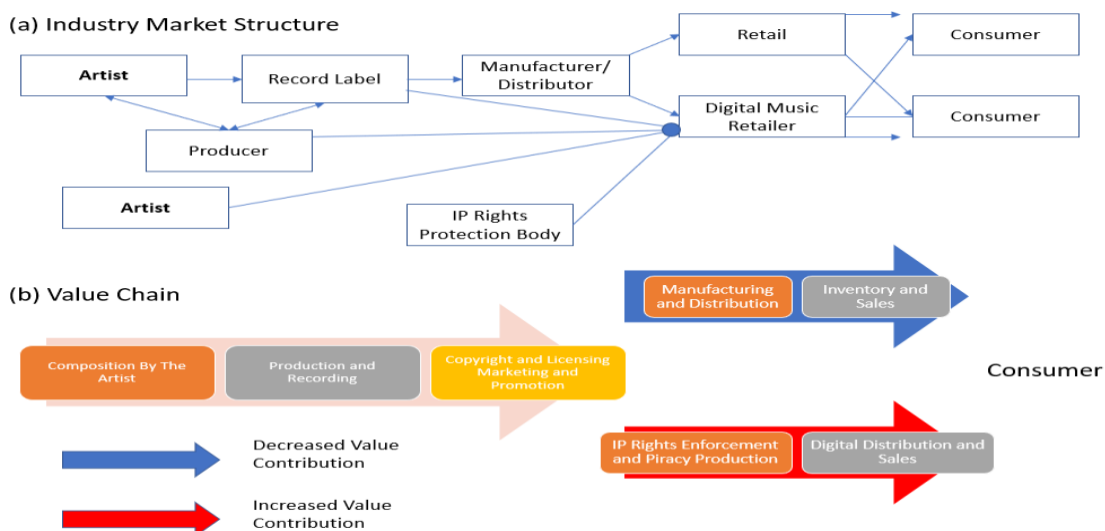 (a) Industry Market Structure
Artist
Record Label
Manufacturer/
Distributor
Retail
Consumer
Digital Music
Retailer
Consumer
Producer
Artist
IP Rights
Protection Body
(b) Value Chain
Manufacturing
and Distribution
Inventory and
Sales
Composition By The
Artist
Production and
Recording
Copyright and Licensing
Marketing and
Promotion
Consumer
IP Rights Enforcement
and Piracy Production
Digital Distribution and
Sales
Decreased Value
Contribution
Increased Value
Contribution